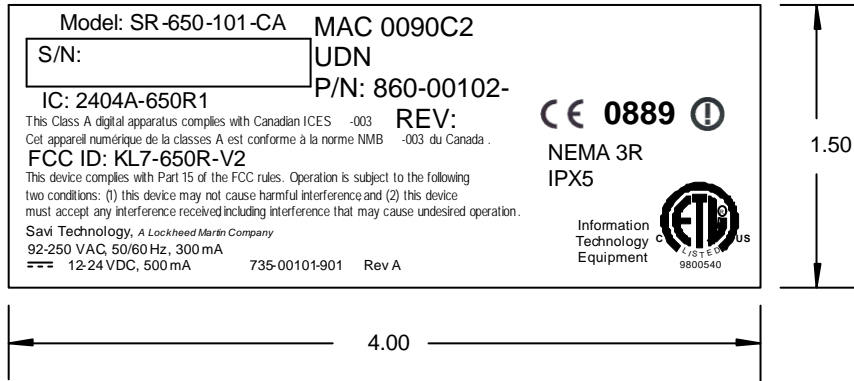 Model: SR-650-101-CA
S/N:
MAC 0090C2
UDN
P/N: 860-00102-
IC: 2404A-650R1
REV:
This Class A digital apparatus complies with Canadian ICES -003
Cet appareil numérique de la classes A est conforme à la norme NMB -003 du Canada .
FCC ID: KL7-650R-V2
This device complies with Part 15 of the FCC rules. Operation is subject to the following
two conditions: (1) this device may not cause harmful interference, and (2) this device
must accept any interference received, including interference that may cause undesired operation.
Savi Technology, A Lockheed Martin Company
92-250 VAC, 50/60 Hz, 300 mA
12-24 VDC, 500 mA 735-00101-901 Rev A
CE 0889
NEMA 3R
IPX5
Information
Technology
Equipment
ETL
C US
LISTED
9800540
1.50
4.00